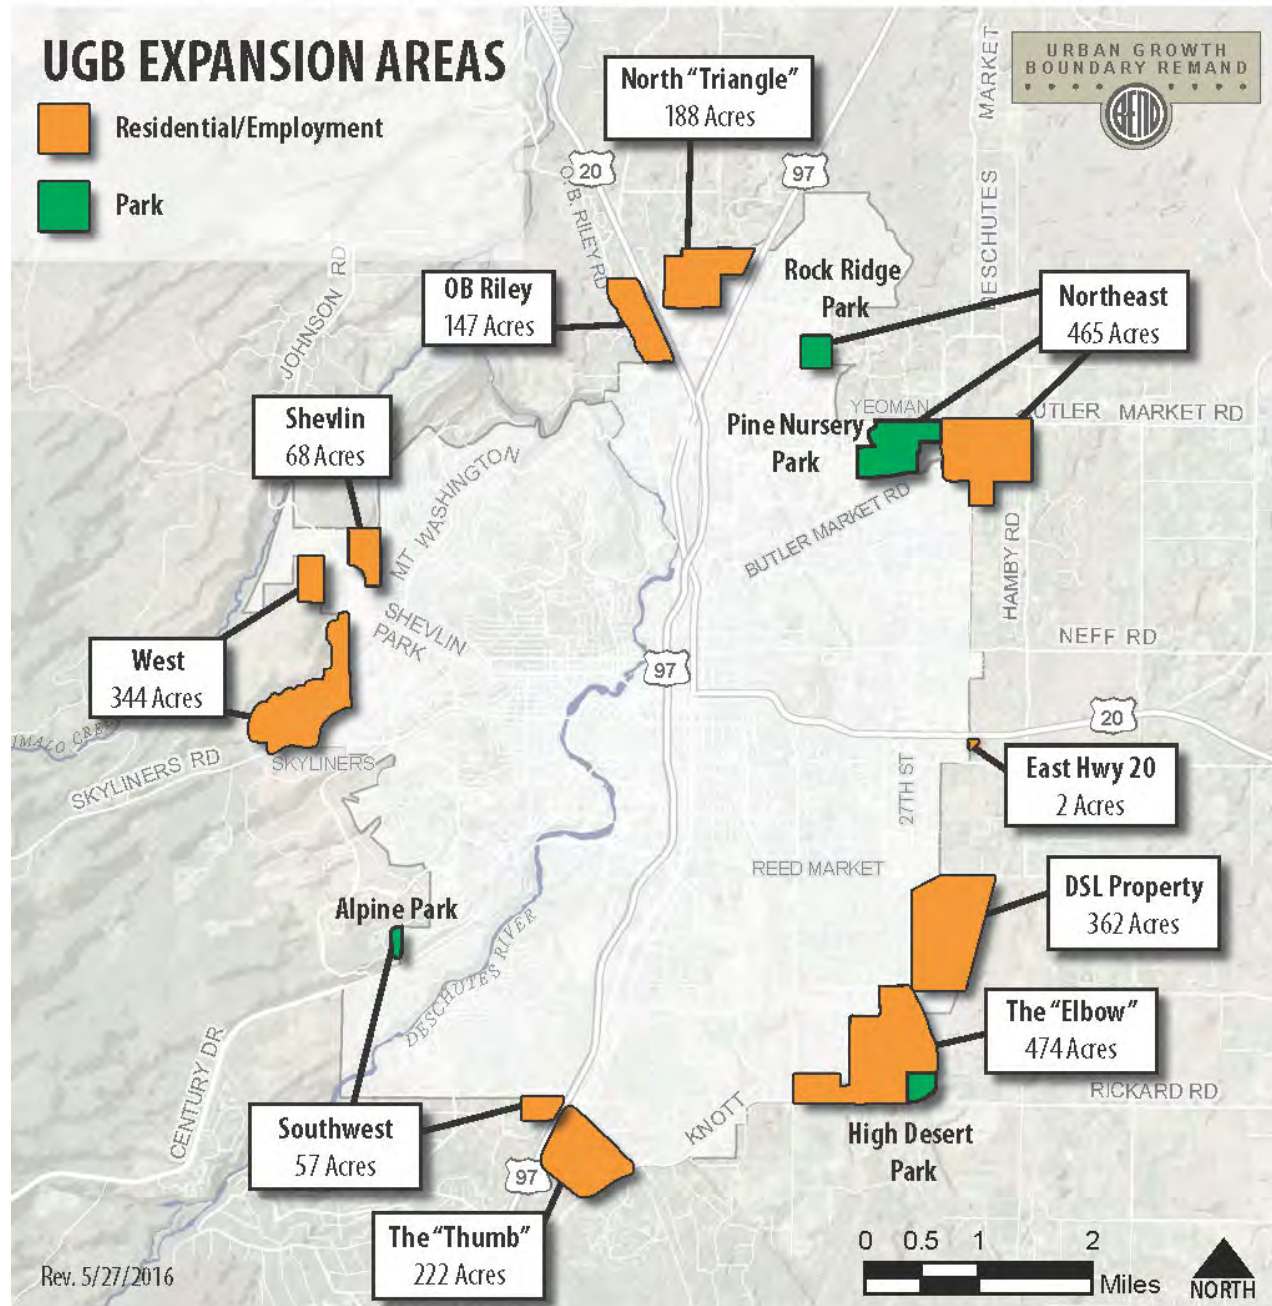 UGB EXPANSION AREAS
Residential/Employment
Park
URBAN GROWTH
BOUNDARY REMAND
BEND
North “Triangle”
188 Acres
20
97
O. B. RILEY RD
DESCHUTES MARKET
Rock Ridge
Park
OB Riley
147 Acres
Northeast
465 Acres
JOHNSON RD
YEOMAN
UTLER MARKET RD
Shevlin
68 Acres
Pine Nursery
Park
MT WASHINGTON
BUTLER MARKET RD
HAMBY RD
SHEVLIN
PARK
NEFF RD
West
344 Acres
97
20
IMALO CREE
SKYLINERS RD
SKYLINERS
East Hwy 20
2 Acres
27TH ST
REED MARKET
DSL Property
362 Acres
Alpine Park
DESCHUTES RIVER
The “Elbow”
474 Acres
CENTURY DR
RICKARD RD
KNOTT
Southwest
57 Acres
High Desert
Park
97
The “Thumb”
222 Acres
0 0.5 1 2
Miles
NORTH
Rev. 5/27/2016